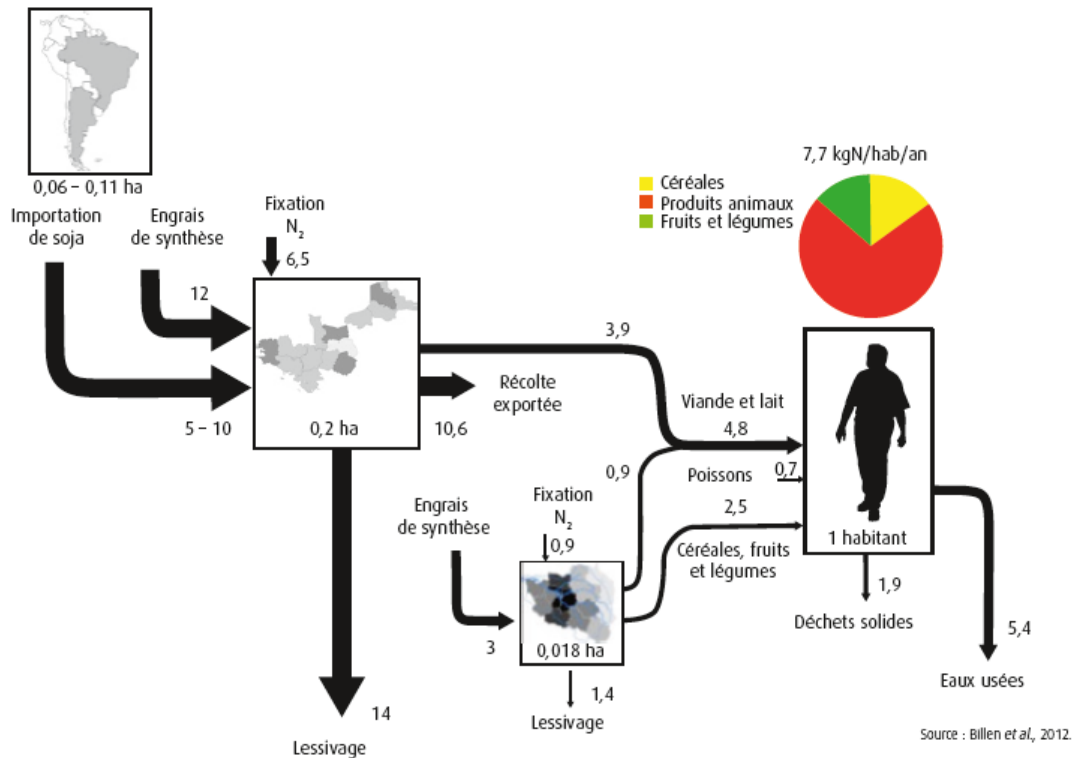 0,06 – 0,11 ha
Importation
de soja
Engrais
de synthèse
Fixation
N₂
6,5
12
5 – 10
0,2 ha
10,6
Récolte
exportée
3,9
14
Lessivage
Engrais
de synthèse
3
Fixation
N₂
0,9
0,018 ha
1,4
Lessivage
0,9
Viande et lait
4,8
Poissons
0,7
2,5
Céréales, fruits
et légumes
7,7 kgN/hab/an
Céréales
Produits animaux
Fruits et légumes
1 habitant
1,9
Déchets solides
5,4
Eaux usées
Source : Billen et al., 2012.